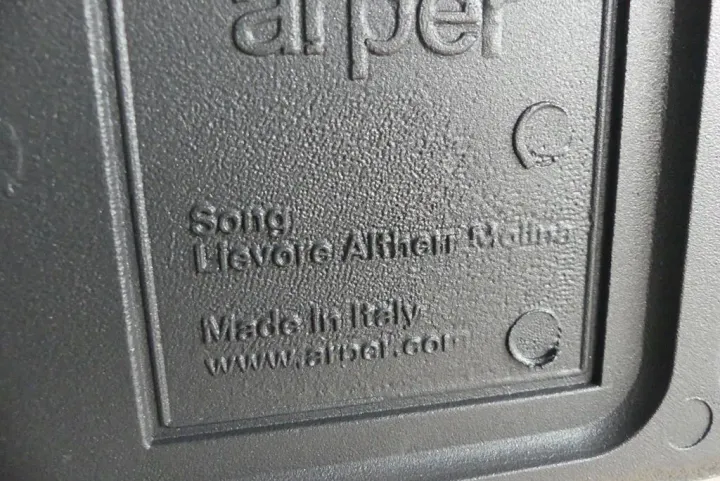 arper
Song
Lievore Altherr Molina
Made in Italy
www.arper.com